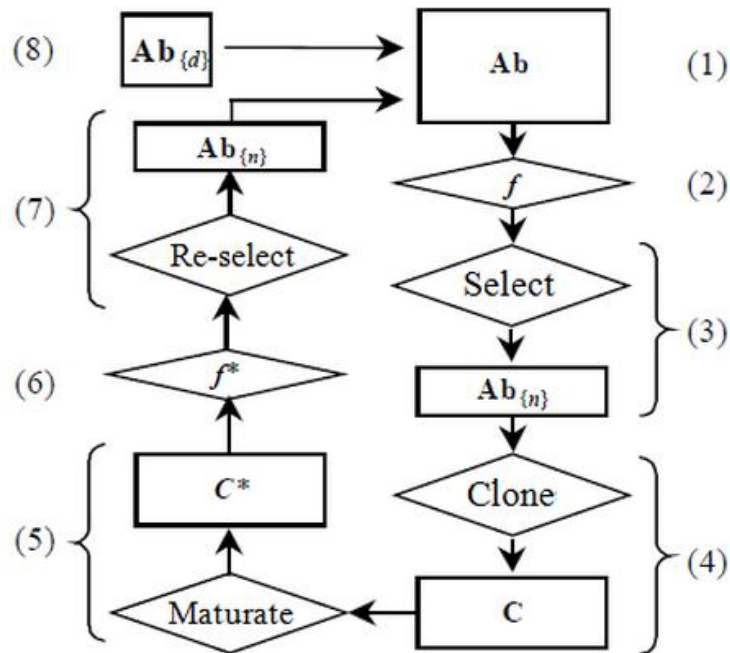 (8) Ab{d} Ab (1)
Ab{n}
f (2)
(7)
Re-select Select
(3)
(6) f* Ab{n}
C* Clone
(5) (4)
Maturate C